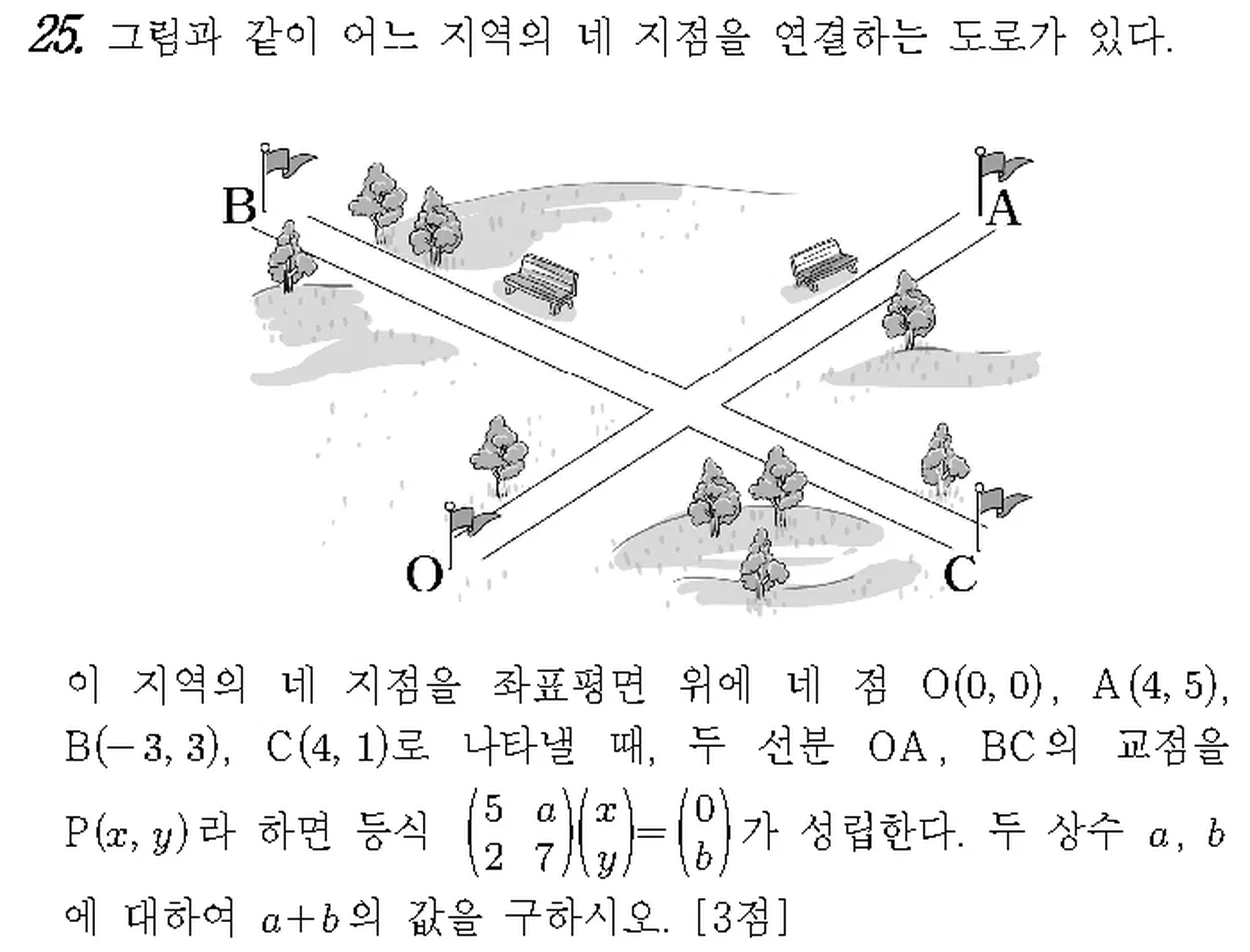 25. 그림과 같이 어느 지역의 네 지점을 연결하는 도로가 있다.
B
A
O
C
이 지역의 네 지점을 좌표평면 위에 네 점 O(0, 0), A(4, 5),
B(-3, 3), C(4, 1)로 나타낼 때, 두 선분 OA, BC의 교점을
P(x, y)라 하면 등식 (5 a; 2 7)(x; y)=(0; b)가 성립한다. 두 상수 a, b
에 대하여 a+b의 값을 구하시오. [3점]